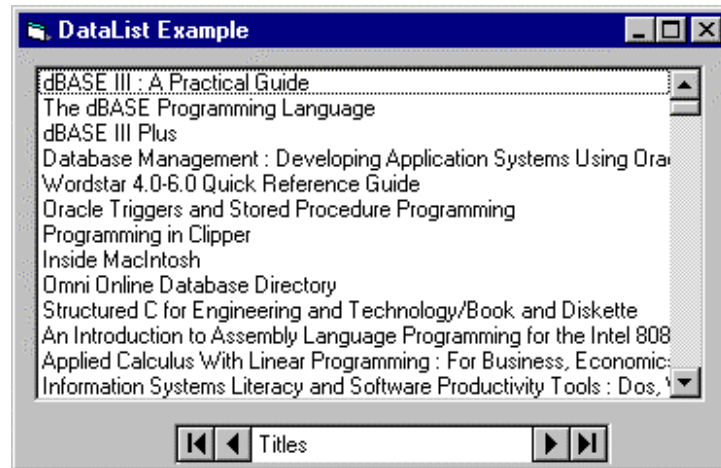 DataList Example
dBASE III : A Practical Guide
The dBASE Programming Language
dBASE III Plus
Database Management : Developing Application Systems Using Orac
Wordstar 4.0-6.0 Quick Reference Guide
Oracle Triggers and Stored Procedure Programming
Programming in Clipper
Inside MacIntosh
Omni Online Database Directory
Structured C for Engineering and Technology/Book and Diskette
An Introduction to Assembly Language Programming for the Intel 808
Applied Calculus With Linear Programming : For Business, Economics
Information Systems Literacy and Software Productivity Tools : Dos,
Titles